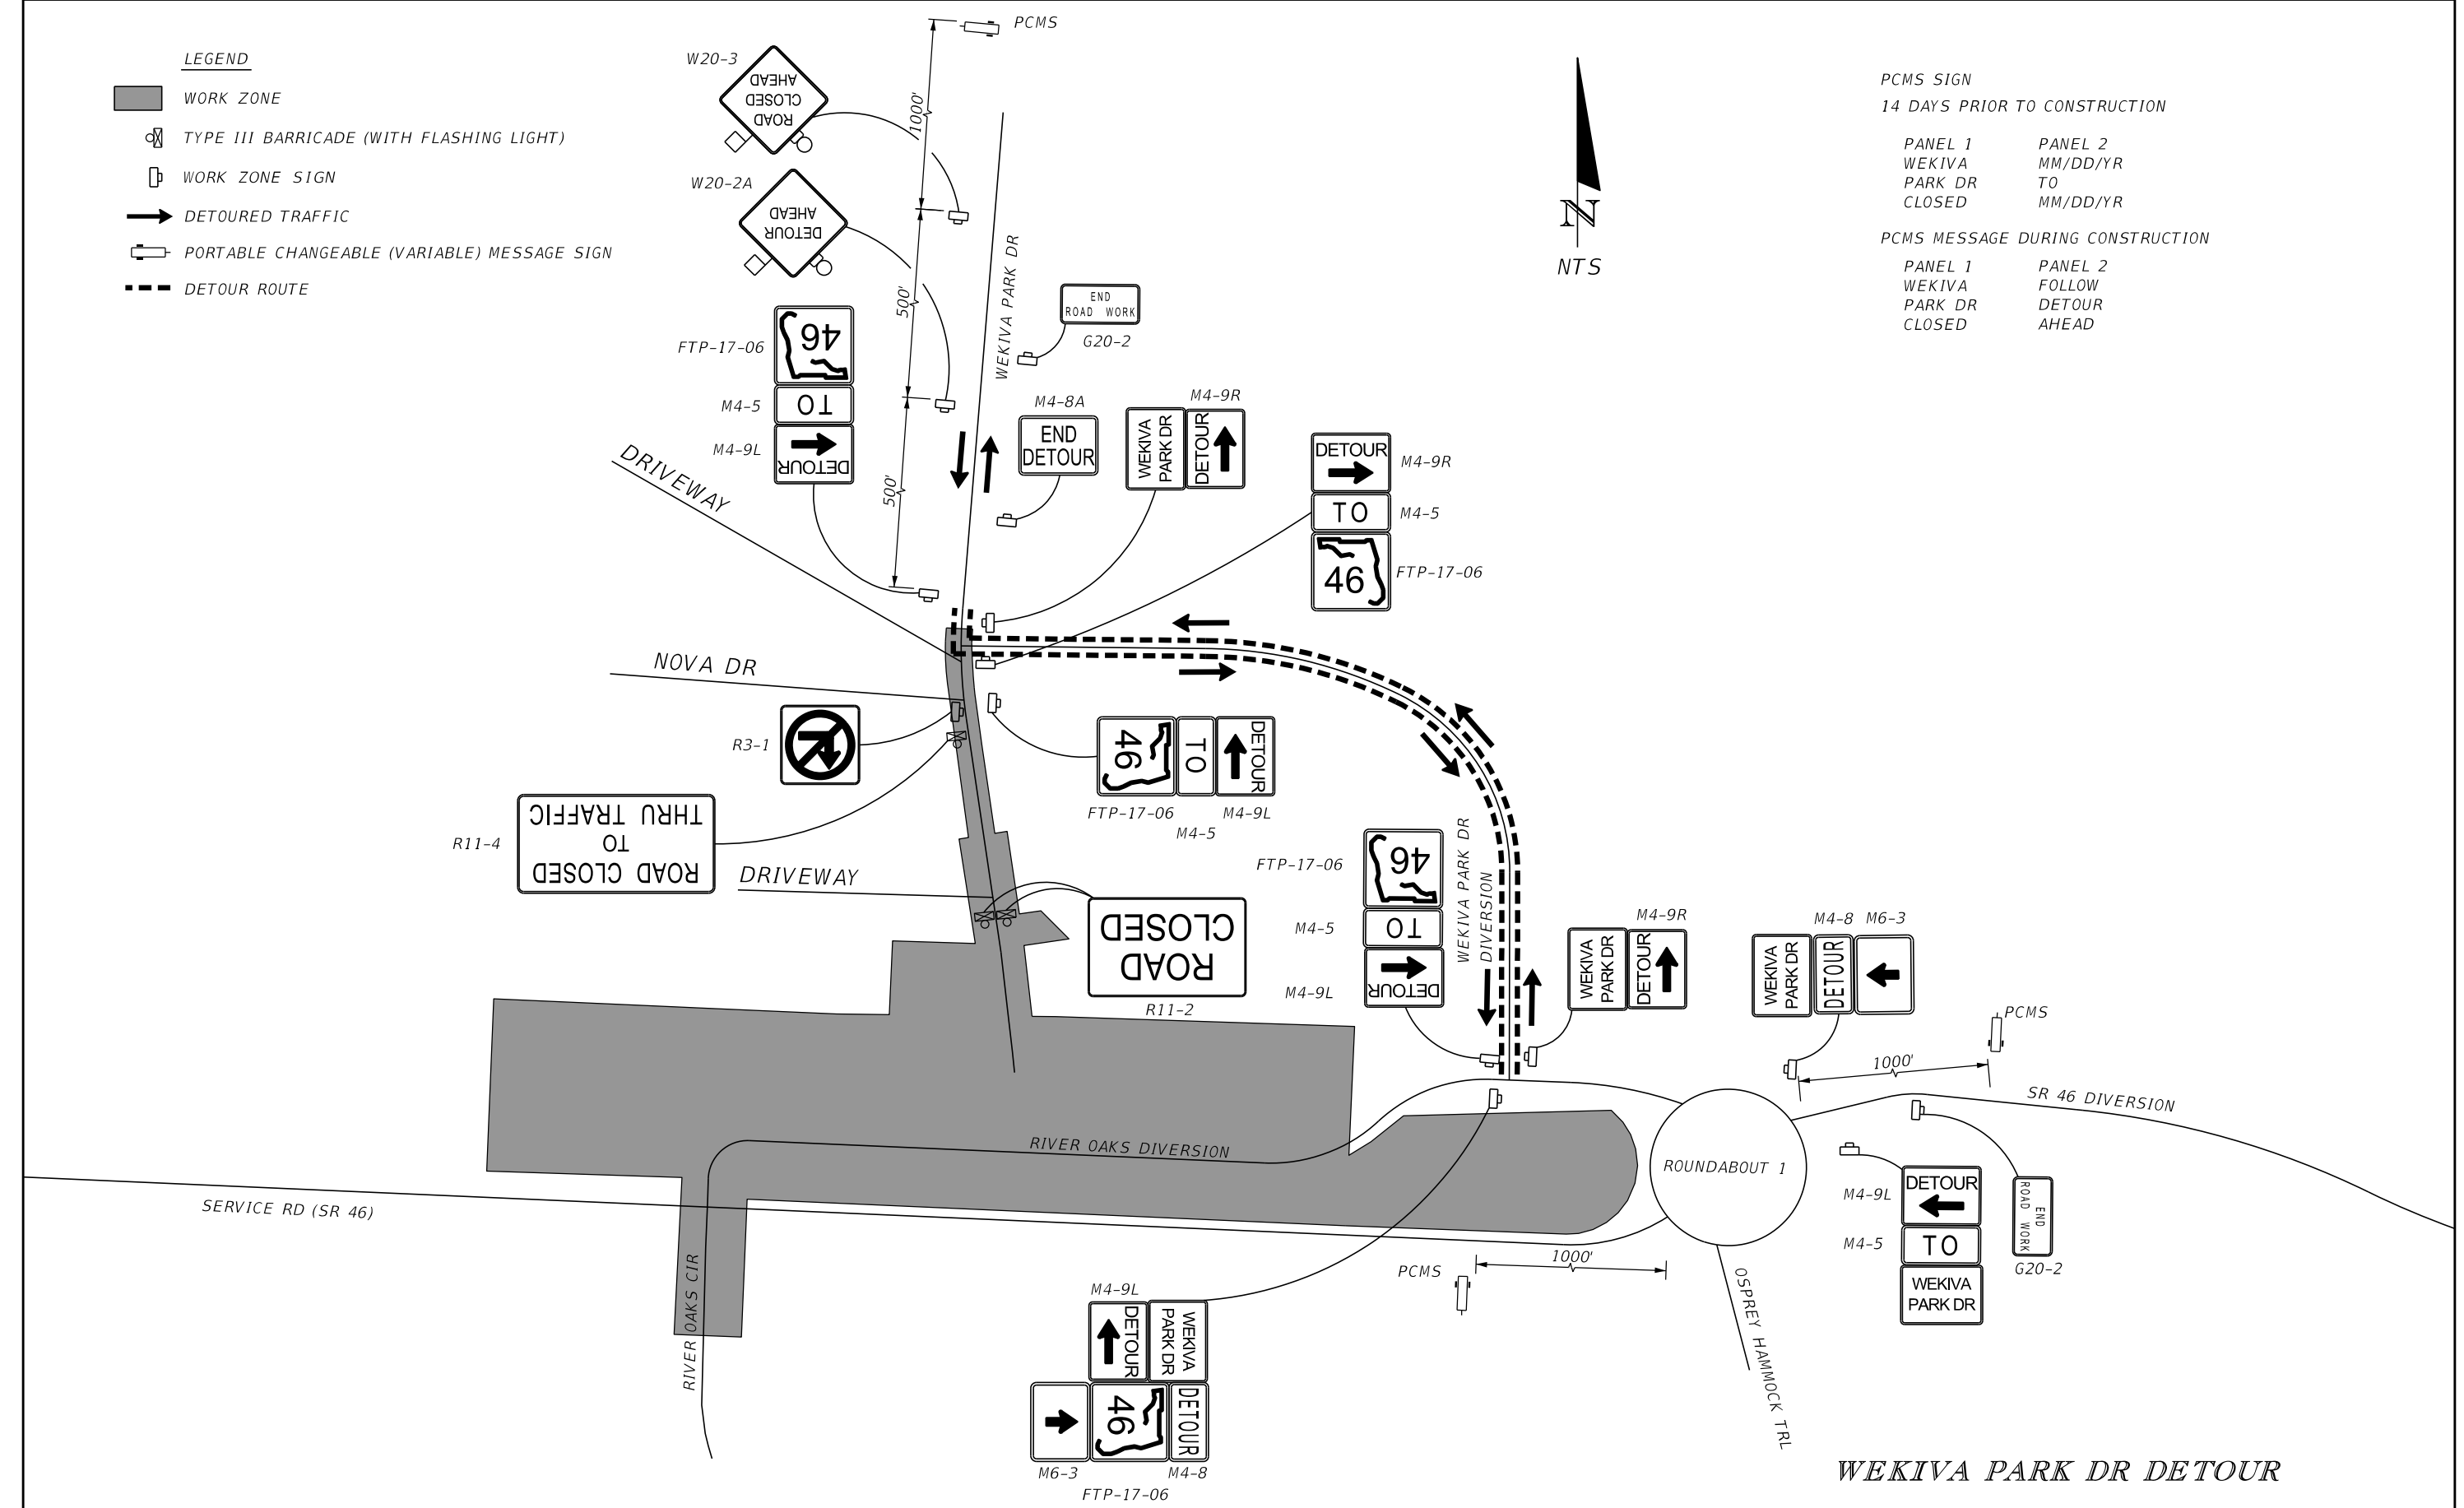 LEGEND
WORK ZONE
TYPE III BARRICADE (WITH FLASHING LIGHT)
WORK ZONE SIGN
DETOURED TRAFFIC
PORTABLE CHANGEABLE (VARIABLE) MESSAGE SIGN
DETOUR ROUTE
PCMS
W20-3
ROAD
CLOSED
AHEAD
1000'
W20-2A
DETOUR
AHEAD
500'
WEKIVA PARK DR
END
ROAD WORK
G20-2
NTS
N
PCMS SIGN
14 DAYS PRIOR TO CONSTRUCTION
PANEL 1 PANEL 2
WEKIVA MM/DD/YR
PARK DR TO
CLOSED MM/DD/YR
PCMS MESSAGE DURING CONSTRUCTION
PANEL 1 PANEL 2
WEKIVA FOLLOW
PARK DR DETOUR
CLOSED AHEAD
FTP-17-06
46
M4-5
TO
M4-9L
DETOUR
500'
M4-8A
END
DETOUR
M4-9R
WEKIVA
PARK DR
DETOUR
DETOUR
M4-9R
TO
M4-5
46
FTP-17-06
DRIVEWAY
NOVA DR
R3-1
R11-4
ROAD CLOSED
TO
THRU TRAFFIC
46
TO
DETOUR
FTP-17-06
M4-9L
M4-5
DRIVEWAY
ROAD
CLOSED
R11-2
FTP-17-06
46
M4-5
TO
M4-9L
DETOUR
WEKIVA PARK DR
DIVERSION
M4-9R
WEKIVA
PARK DR
DETOUR
M4-8 M6-3
WEKIVA
PARK DR
DETOUR
PCMS
1000'
SR 46 DIVERSION
RIVER OAKS DIVERSION
ROUNDABOUT 1
SERVICE RD (SR 46)
RIVER OAKS CIR
M4-9L
DETOUR
M4-5
TO
WEKIVA
PARK DR
END
ROAD WORK
G20-2
PCMS
1000'
OSPREY HAMMOCK TRL
M4-9L
DETOUR
WEKIVA
PARK DR
46
DETOUR
M6-3
M4-8
FTP-17-06
WEKIVA PARK DR DETOUR